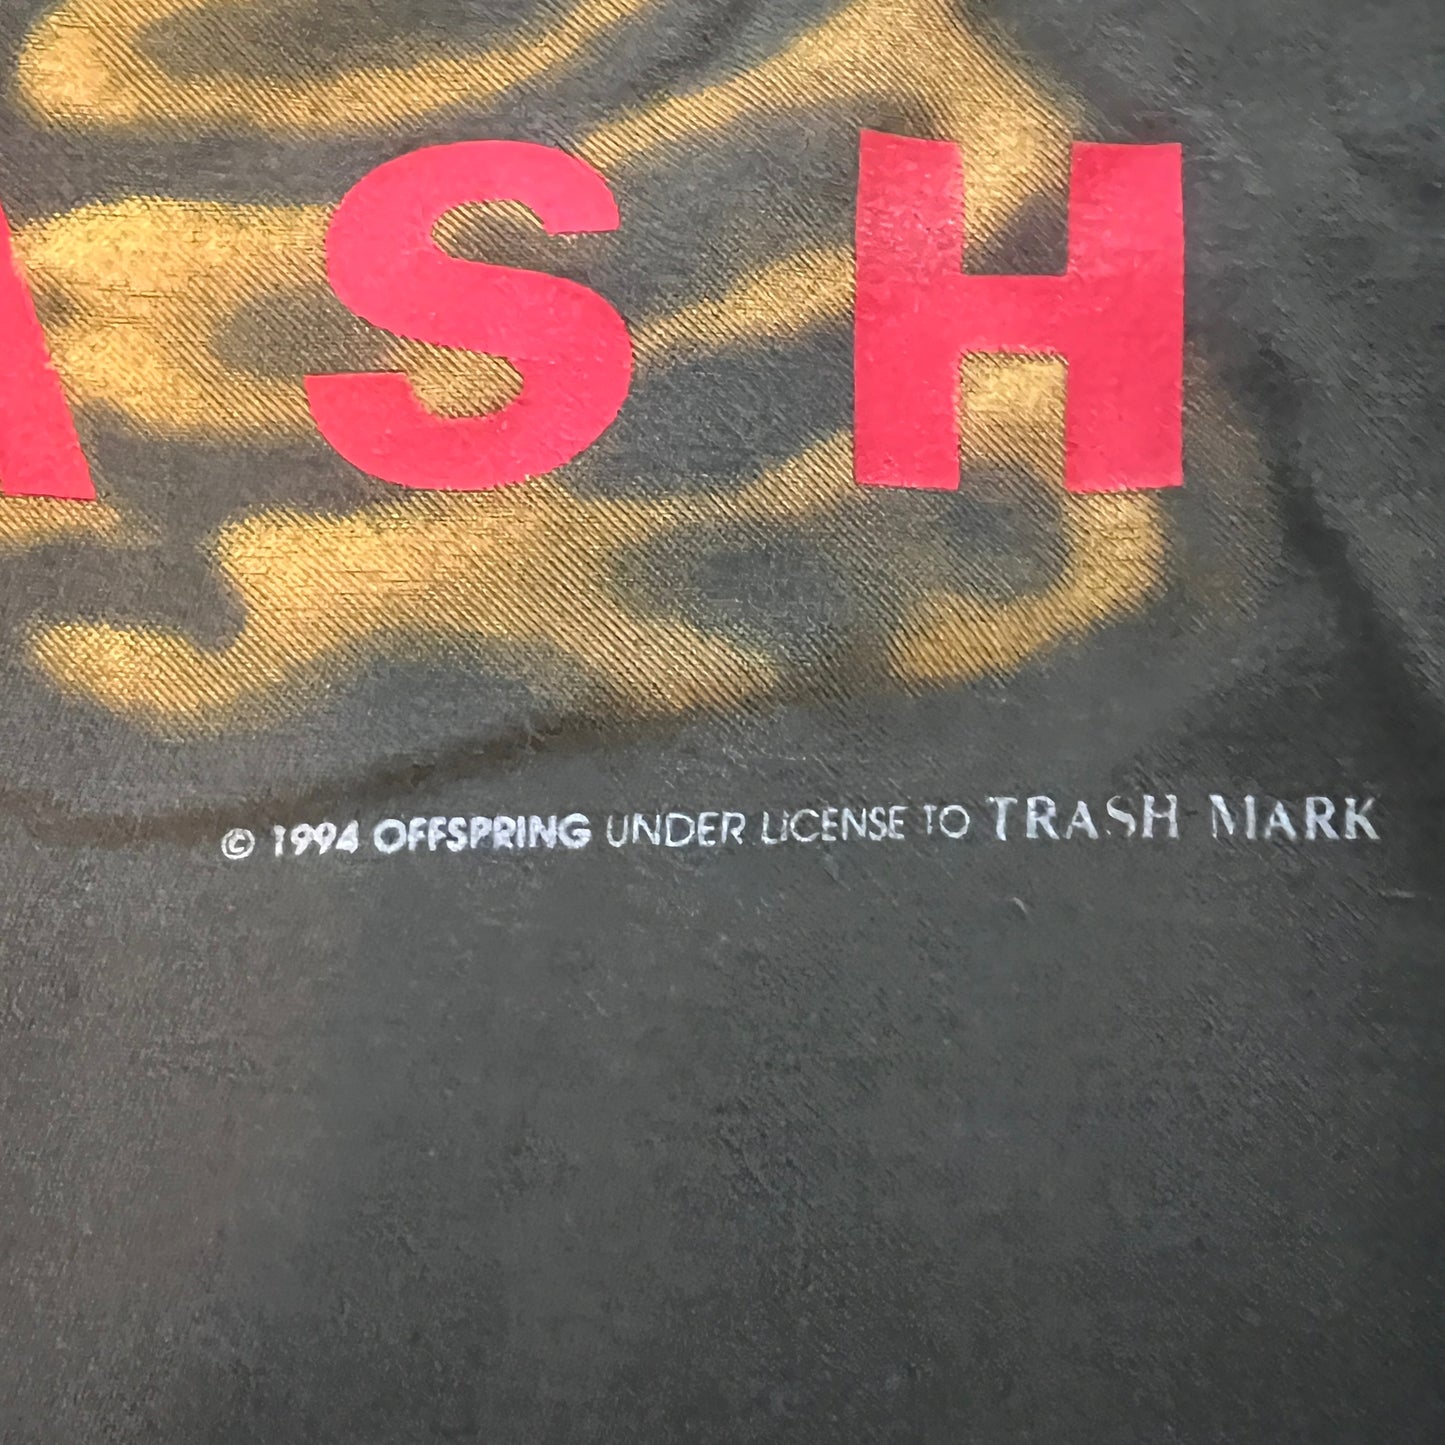 ASH
© 1994 OFFSPRING UNDER LICENSE TO TRASH MARK